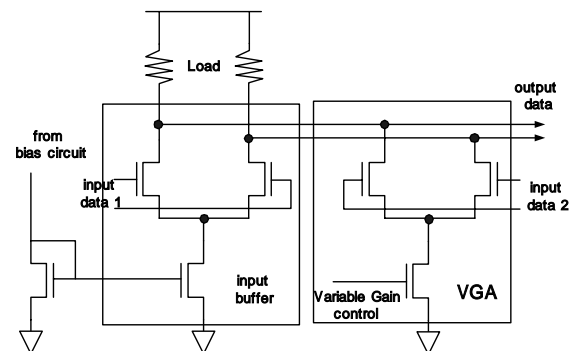 Load
output
data
from
bias circuit
input
data 1
input
data 2
input
buffer
Variable Gain
control
VGA